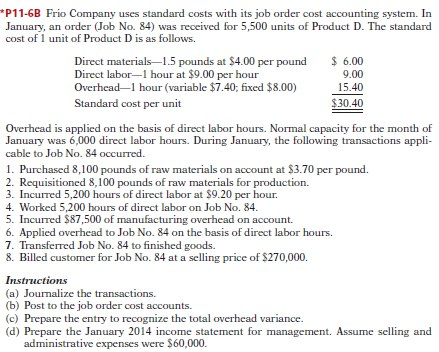 *P11-6B Frio Company uses standard costs with its job order cost accounting system. In
January, an order (Job No. 84) was received for 5,500 units of Product D. The standard
cost of 1 unit of Product D is as follows.
Direct materials—1.5 pounds at $4.00 per pound $ 6.00
Direct labor—1 hour at $9.00 per hour 9.00
Overhead—1 hour (variable $7.40; fixed $8.00) 15.40
Standard cost per unit $30.40
Overhead is applied on the basis of direct labor hours. Normal capacity for the month of
January was 6,000 direct labor hours. During January, the following transactions appli-
cable to Job No. 84 occurred.
1. Purchased 8,100 pounds of raw materials on account at $3.70 per pound.
2. Requisitioned 8,100 pounds of raw materials for production.
3. Incurred 5,200 hours of direct labor at $9.20 per hour.
4. Worked 5,200 hours of direct labor on Job No. 84.
5. Incurred $87,500 of manufacturing overhead on account.
6. Applied overhead to Job No. 84 on the basis of direct labor hours.
7. Transferred Job No. 84 to finished goods.
8. Billed customer for Job No. 84 at a selling price of $270,000.
Instructions
(a) Journalize the transactions.
(b) Post to the job order cost accounts.
(c) Prepare the entry to recognize the total overhead variance.
(d) Prepare the January 2014 income statement for management. Assume selling and
administrative expenses were $60,000.